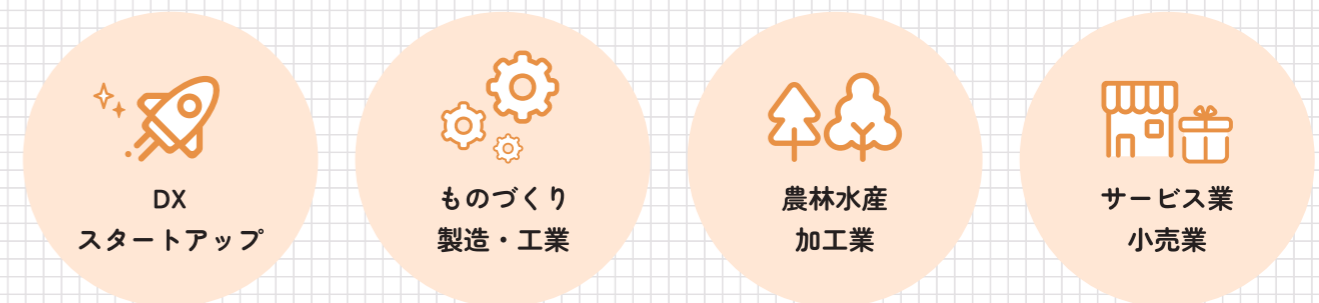 DX
スタートアップ
ものづくり
製造・工業
農林水産
加工業
サービス業
小売業